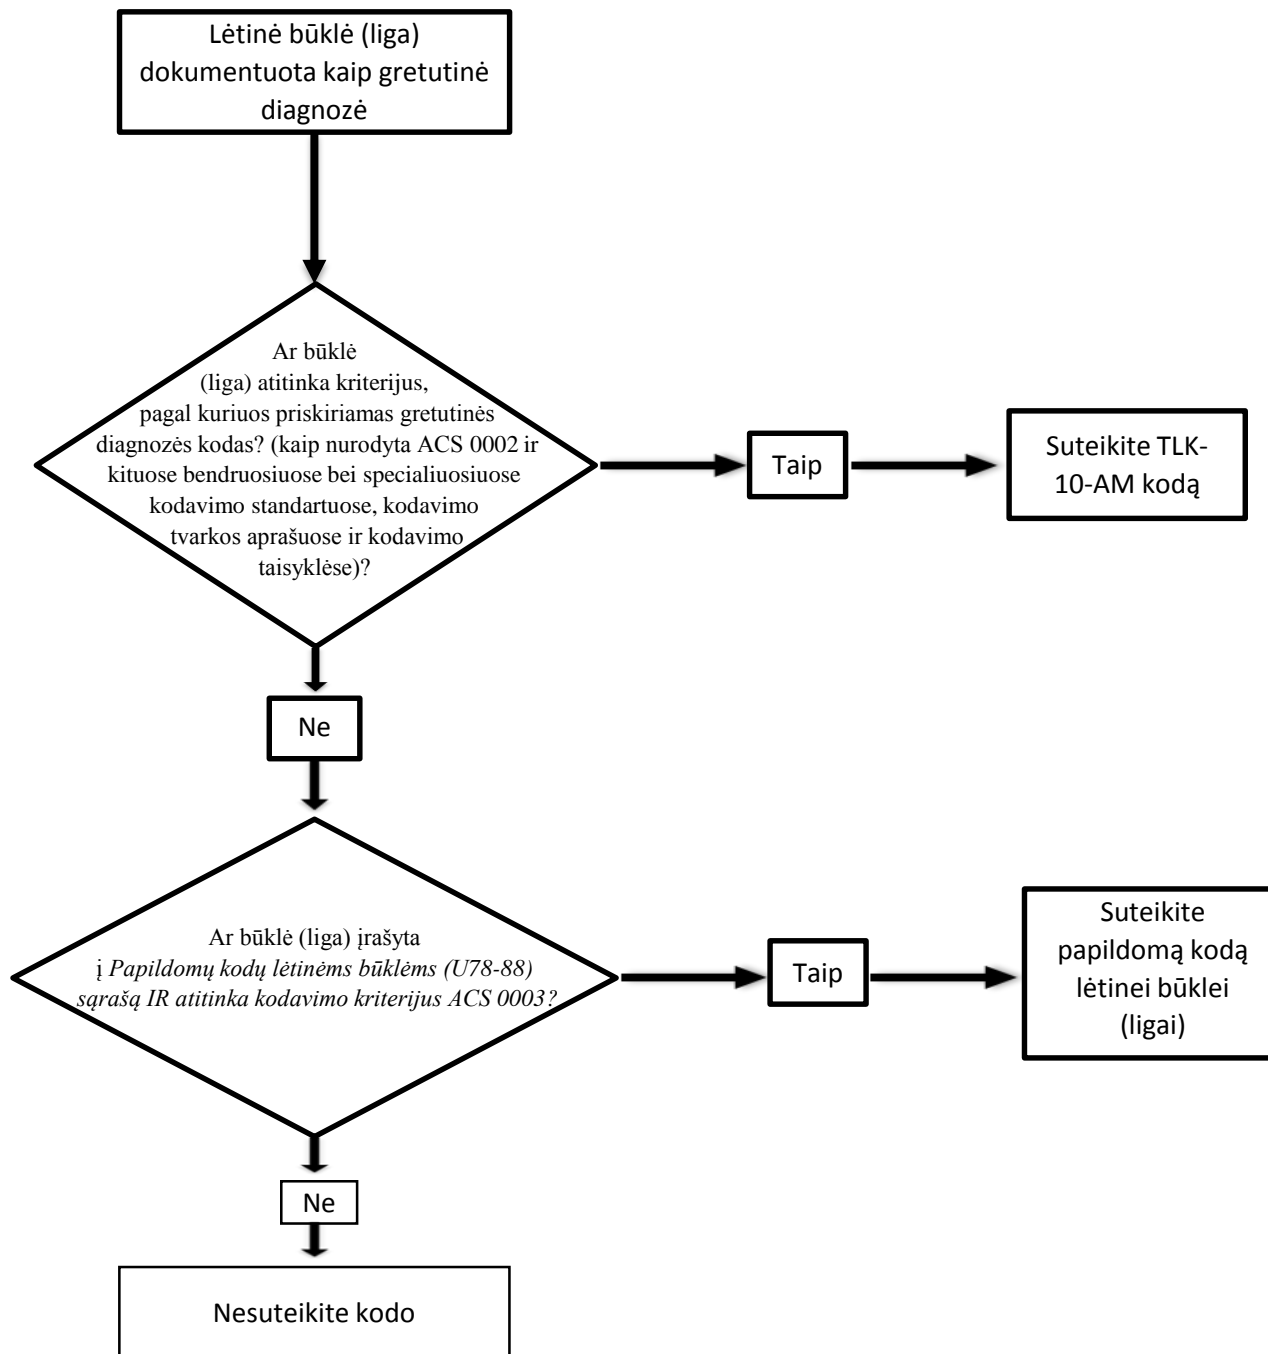 Lėtinė būklė (liga)
dokumentuota kaip gretutinė
diagnozė
Ar būklė
(liga) atitinka kriterijus,
pagal kuriuos priskiriamas gretutinės
diagnozės kodas? (kaip nurodyta ACS 0002 ir
kituose bendruosiuose bei specialiuosiuose
kodavimo standartuose, kodavimo
tvarkos aprašuose ir kodavimo
taisyklėse)?
Taip
Suteikite TLK-
10-AM kodą
Ne
Ar būklė (liga) įrašyta
į Papildomų kodų lėtinėms būklėms (U78-88)
sąrašą IR atitinka kodavimo kriterijus ACS 0003?
Taip
Suteikite
papildomą kodą
lėtinei būklei
(ligai)
Ne
Nesuteikite kodo